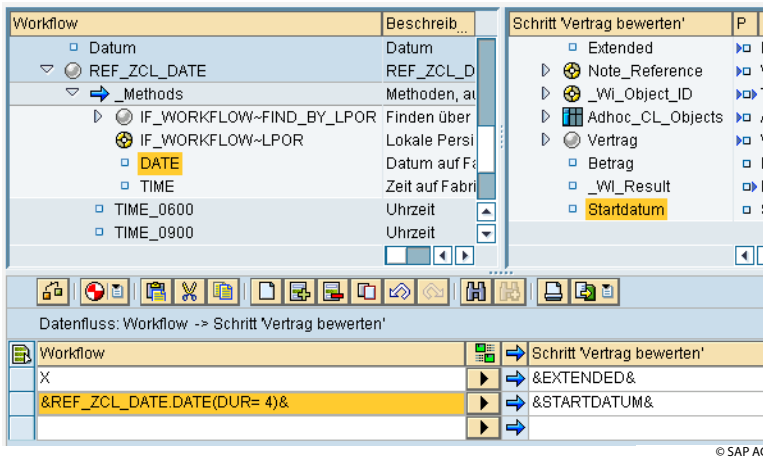 Workflow Beschreib... Schritt 'Vertrag bewerten' P
Datum Datum Extended
REF_ZCL_DATE REF_ZCL_D Note_Reference
_Methods Methoden, au _Wi_Object_ID
IF_WORKFLOW~FIND_BY_LPOR Finden über Adhoc_CL_Objects
IF_WORKFLOW~LPOR Lokale Persi Vertrag
DATE Datum auf Fa Betrag
TIME Zeit auf Fabri _WI_Result
TIME_0600 Uhrzeit Startdatum
TIME_0900 Uhrzeit
Datenfluss: Workflow -> Schritt 'Vertrag bewerten'
Workflow Schritt 'Vertrag bewerten'
X &EXTENDED&
&REF_ZCL_DATE.DATE(DUR= 4)& &STARTDATUM&
© SAP AG